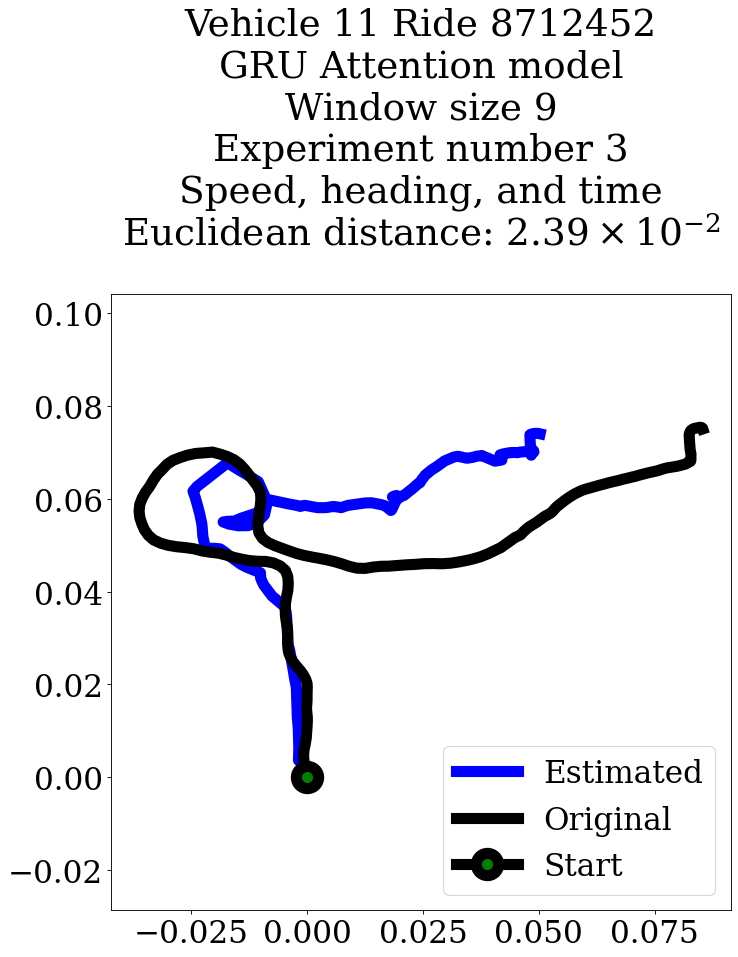 Vehicle 11 Ride 8712452
GRU Attention model
Window size 9
Experiment number 3
Speed, heading, and time
Euclidean distance: 2.39 × 10⁻²
0.10
0.08
0.06
0.04
0.02
0.00
−0.02
Estimated
Original
Start
−0.025 0.000 0.025 0.050 0.075